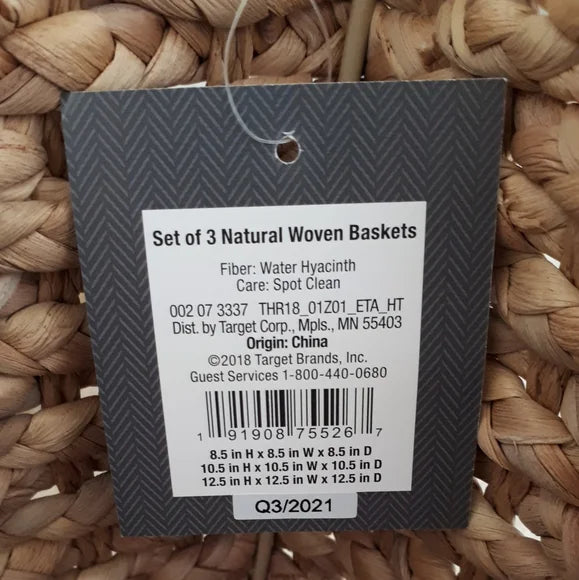 Set of 3 Natural Woven Baskets
Fiber: Water Hyacinth
Care: Spot Clean
002 07 3337 THR18_01Z01_ETA_HT
Dist. by Target Corp., Mpls., MN 55403
Origin: China
©2018 Target Brands, Inc.
Guest Services 1-800-440-0680
1 91908 75526 7
8.5 in H x 8.5 in W x 8.5 in D
10.5 in H x 10.5 in W x 10.5 in D
12.5 in H x 12.5 in W x 12.5 in D
Q3/2021